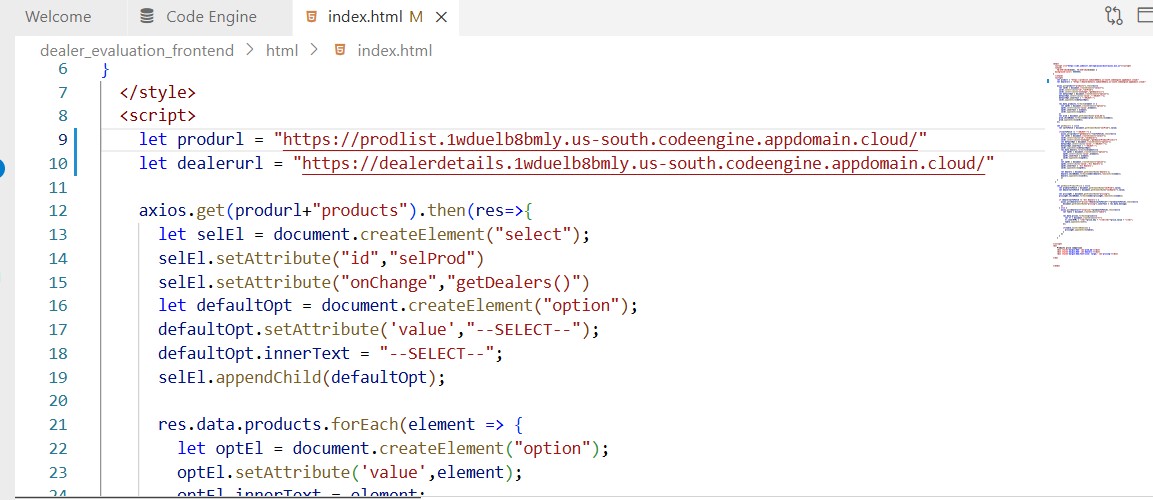 Welcome
Code Engine
index.html M
dealer_evaluation_frontend > html > index.html
6 }
7 </style>
8 <script>
9 let produrl = "https://prodlist.1wduelb8bmly.us-south.codeengine.appdomain.cloud/"
10 let dealerurl = "https://dealerdetails.1wduelb8bmly.us-south.codeengine.appdomain.cloud/"
11
12 axios.get(produrl+"products").then(res=>{
13 let selEl = document.createElement("select");
14 selEl.setAttribute("id","selProd")
15 selEl.setAttribute("onChange","getDealers()")
16 let defaultOpt = document.createElement("option");
17 defaultOpt.setAttribute('value',"--SELECT--");
18 defaultOpt.innerText = "--SELECT--";
19 selEl.appendChild(defaultOpt);
20
21 res.data.products.forEach(element => {
22 let optEl = document.createElement("option");
23 optEl.setAttribute('value',element);
24 optEl.innerText = element;